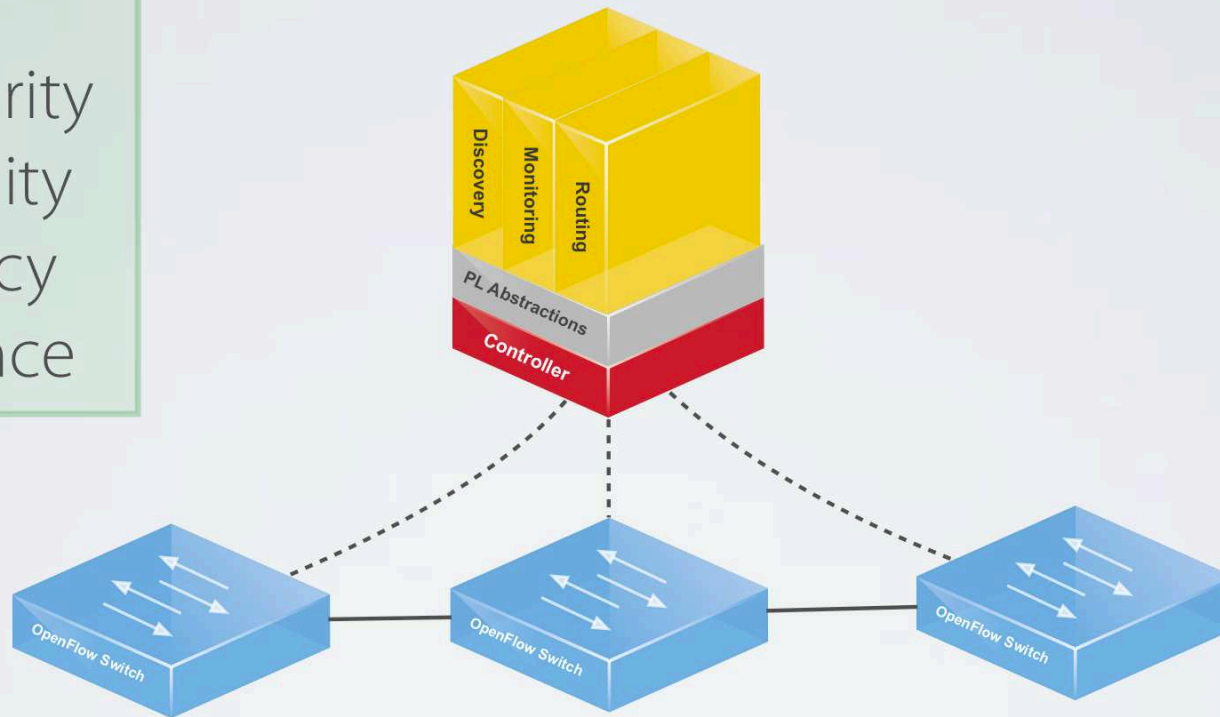 rity
ity
cy
nce
Discovery
Monitoring
Routing
PL Abstractions
Controller
OpenFlow Switch
OpenFlow Switch
OpenFlow Switch